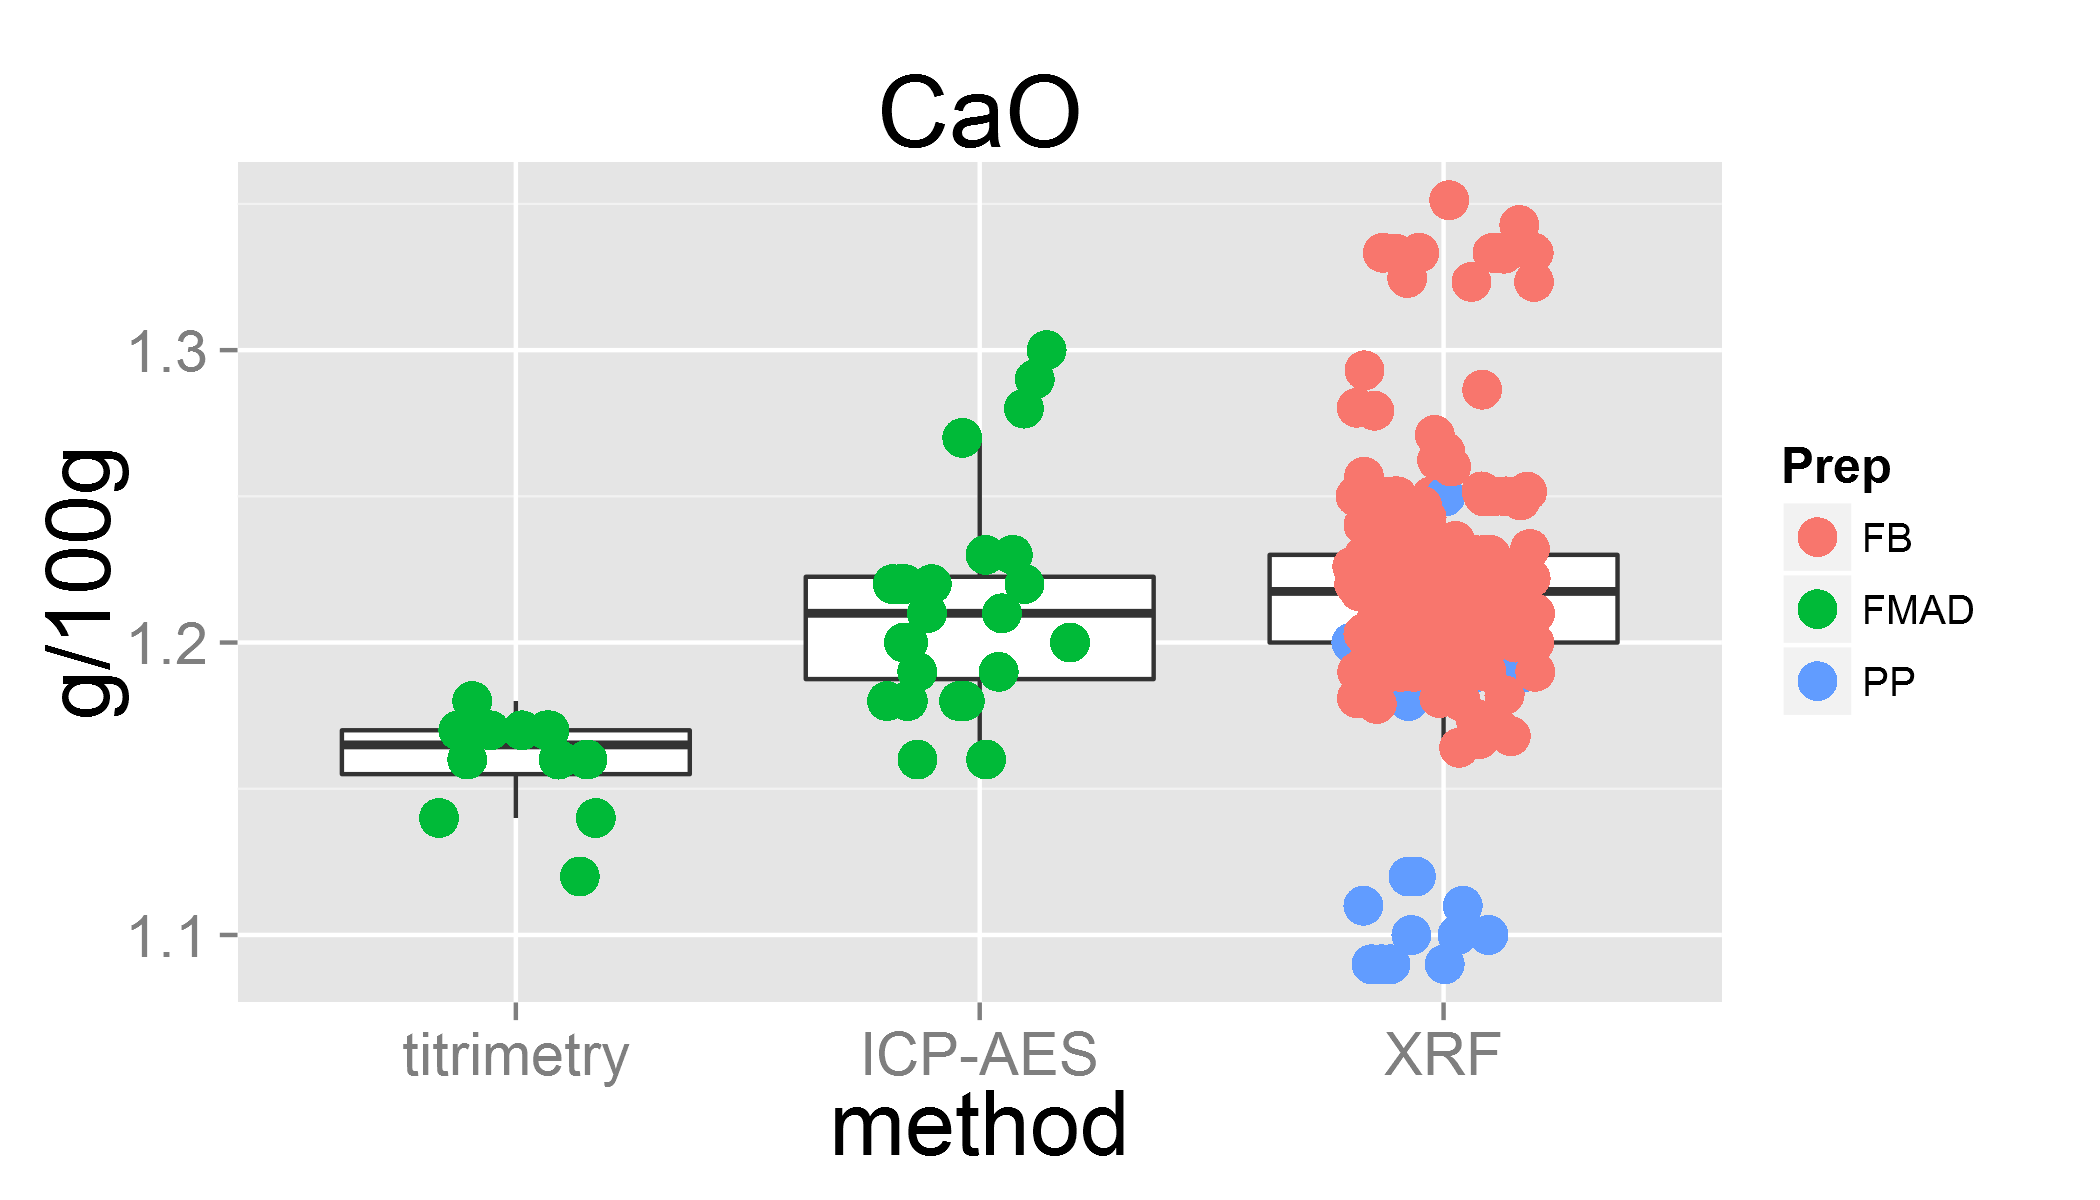 CaO
g/100g
1.3
1.2
1.1
titrimetry
ICP-AES
XRF
method
Prep
FB
FMAD
PP